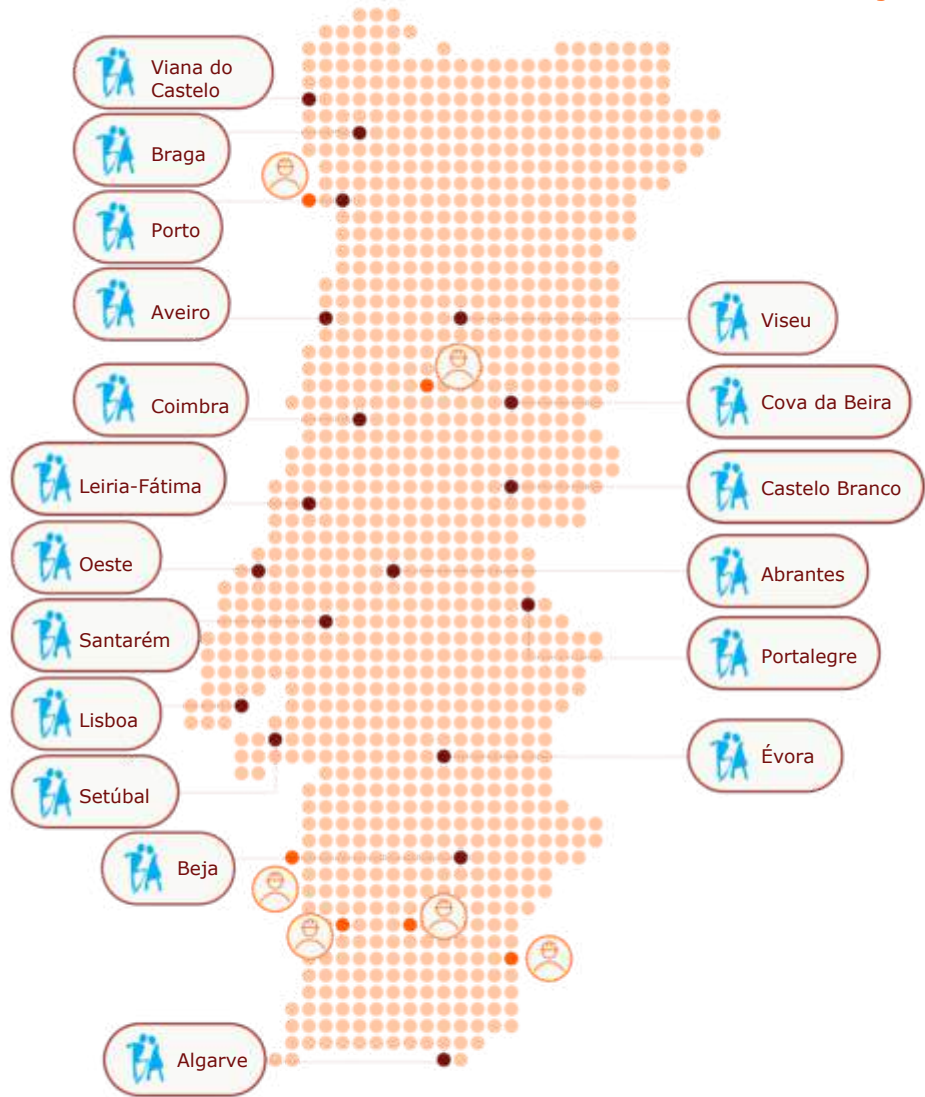 Viana do
Castelo
Braga
Porto
Aveiro
Viseu
Coimbra
Cova da Beira
Leiria-Fátima
Castelo Branco
Oeste
Abrantes
Santarém
Portalegre
Lisboa
Évora
Setúbal
Beja
Algarve